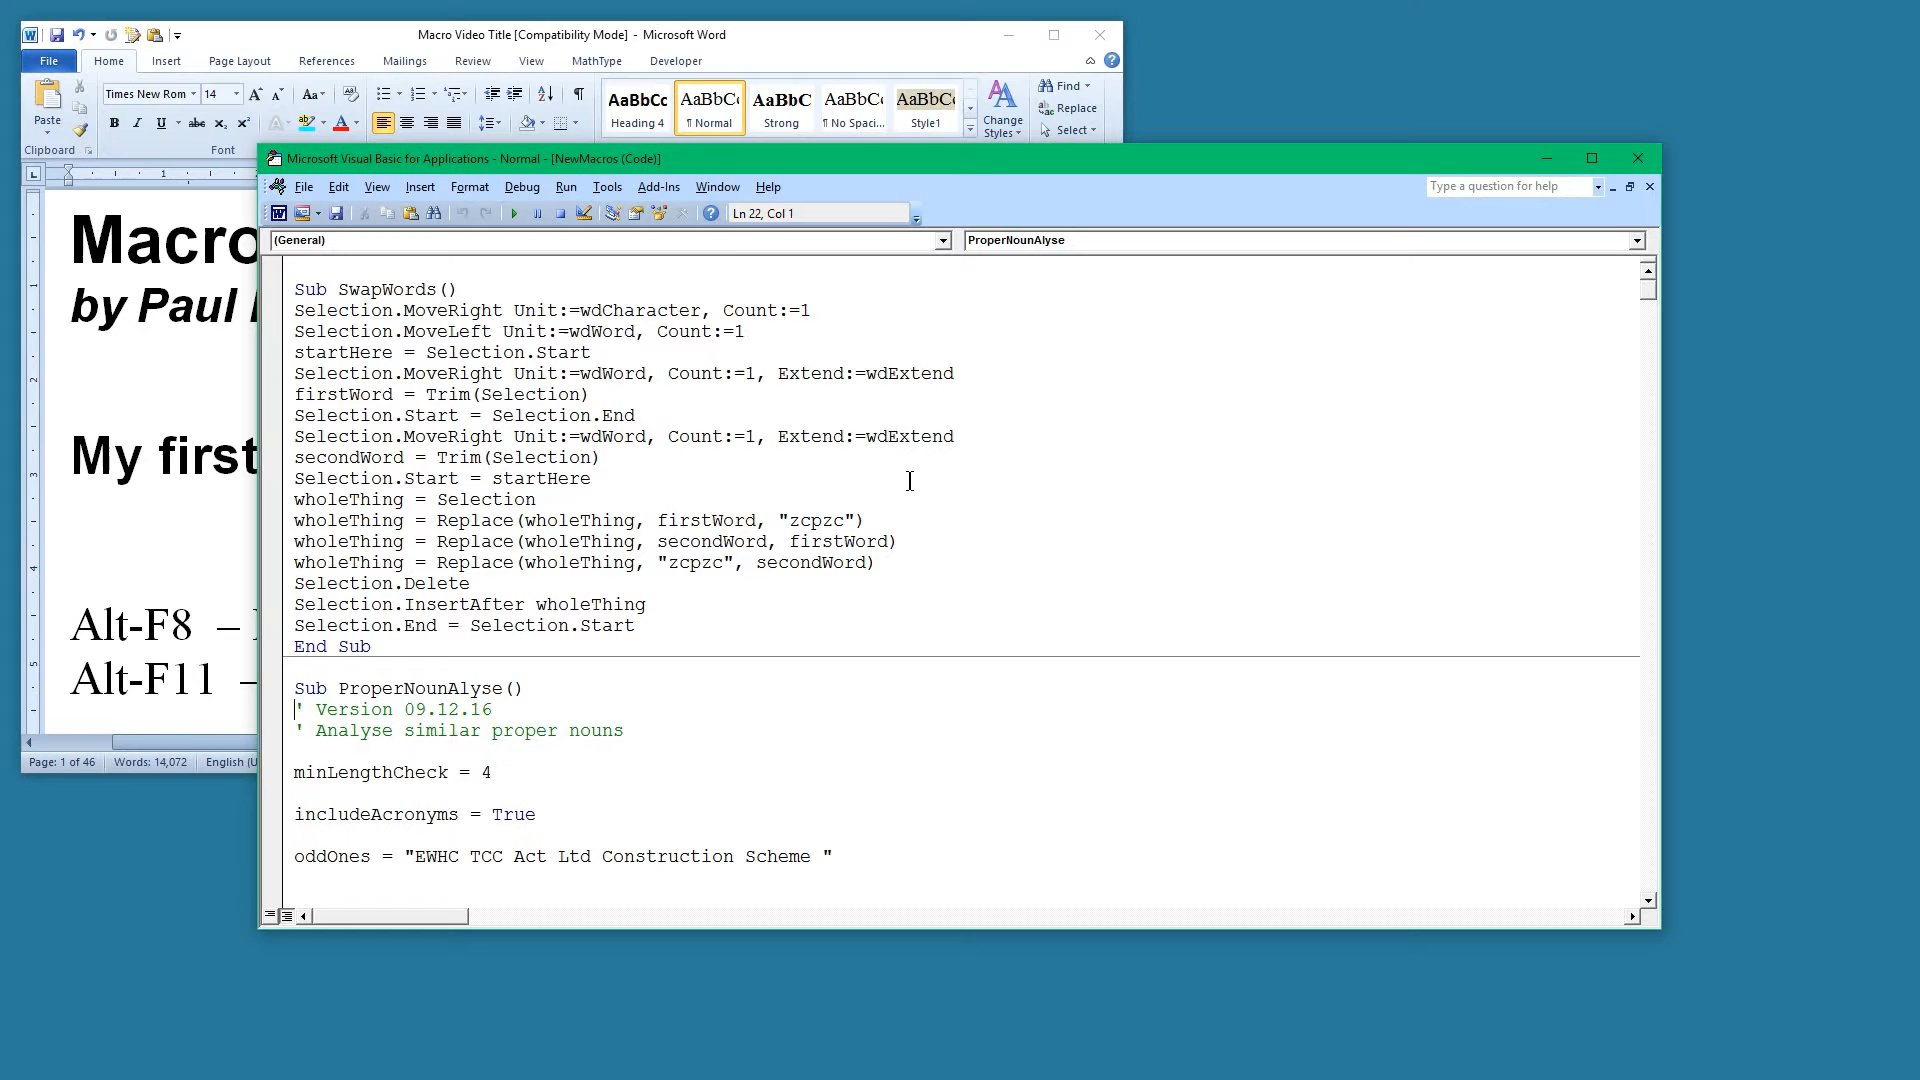 Macro Video Title [Compatibility Mode] - Microsoft Word
File Home Insert Page Layout References Mailings Review View MathType Developer
Paste
Clipboard
Times New Rom 14
Font
AaBbCc AaBbCc AaBbC AaBbCc AaBbCc
Heading 4 ¶ Normal Strong ¶ No Spaci... Style1
Change
Styles
Find
Replace
Select
Macro
by Paul
My first
Alt-F8 –
Alt-F11 –
Page: 1 of 46 Words: 14,072 English (U
Microsoft Visual Basic for Applications - Normal - [NewMacros (Code)]
File Edit View Insert Format Debug Run Tools Add-Ins Window Help
Type a question for help
Ln 22, Col 1
(General) ProperNounAlyse
Sub SwapWords()
Selection.MoveRight Unit:=wdCharacter, Count:=1
Selection.MoveLeft Unit:=wdWord, Count:=1
startHere = Selection.Start
Selection.MoveRight Unit:=wdWord, Count:=1, Extend:=wdExtend
firstWord = Trim(Selection)
Selection.Start = Selection.End
Selection.MoveRight Unit:=wdWord, Count:=1, Extend:=wdExtend
secondWord = Trim(Selection)
Selection.Start = startHere
wholeThing = Selection
wholeThing = Replace(wholeThing, firstWord, "zcpzc")
wholeThing = Replace(wholeThing, secondWord, firstWord)
wholeThing = Replace(wholeThing, "zcpzc", secondWord)
Selection.Delete
Selection.InsertAfter wholeThing
Selection.End = Selection.Start
End Sub
Sub ProperNounAlyse()
' Version 09.12.16
' Analyse similar proper nouns
minLengthCheck = 4
includeAcronyms = True
oddOnes = "EWHC TCC Act Ltd Construction Scheme "